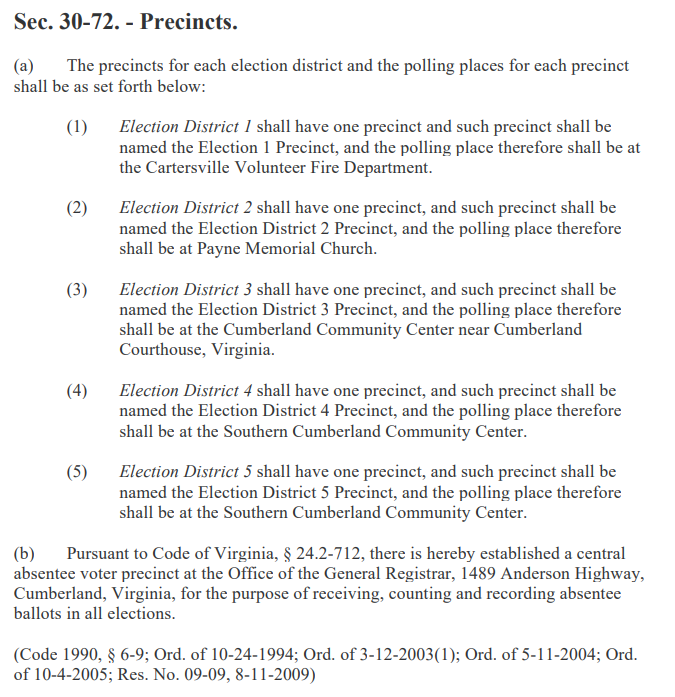 Sec. 30-72. - Precincts.
(a) The precincts for each election district and the polling places for each precinct
shall be as set forth below:
(1) Election District 1 shall have one precinct and such precinct shall be
named the Election 1 Precinct, and the polling place therefore shall be at
the Cartersville Volunteer Fire Department.
(2) Election District 2 shall have one precinct, and such precinct shall be
named the Election District 2 Precinct, and the polling place therefore
shall be at Payne Memorial Church.
(3) Election District 3 shall have one precinct, and such precinct shall be
named the Election District 3 Precinct, and the polling place therefore
shall be at the Cumberland Community Center near Cumberland
Courthouse, Virginia.
(4) Election District 4 shall have one precinct, and such precinct shall be
named the Election District 4 Precinct, and the polling place therefore
shall be at the Southern Cumberland Community Center.
(5) Election District 5 shall have one precinct, and such precinct shall be
named the Election District 5 Precinct, and the polling place therefore
shall be at the Southern Cumberland Community Center.
(b) Pursuant to Code of Virginia, § 24.2-712, there is hereby established a central
absentee voter precinct at the Office of the General Registrar, 1489 Anderson Highway,
Cumberland, Virginia, for the purpose of receiving, counting and recording absentee
ballots in all elections.
(Code 1990, § 6-9; Ord. of 10-24-1994; Ord. of 3-12-2003(1); Ord. of 5-11-2004; Ord.
of 10-4-2005; Res. No. 09-09, 8-11-2009)